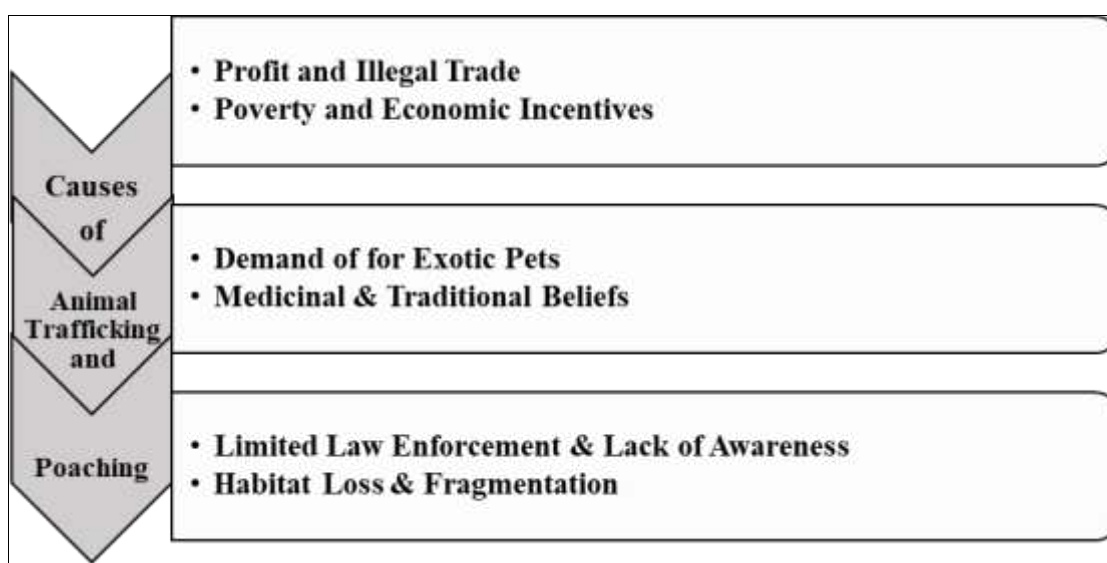 Causes
of
Animal
Trafficking
and
Poaching
• Profit and Illegal Trade
• Poverty and Economic Incentives
• Demand of for Exotic Pets
• Medicinal & Traditional Beliefs
• Limited Law Enforcement & Lack of Awareness
• Habitat Loss & Fragmentation